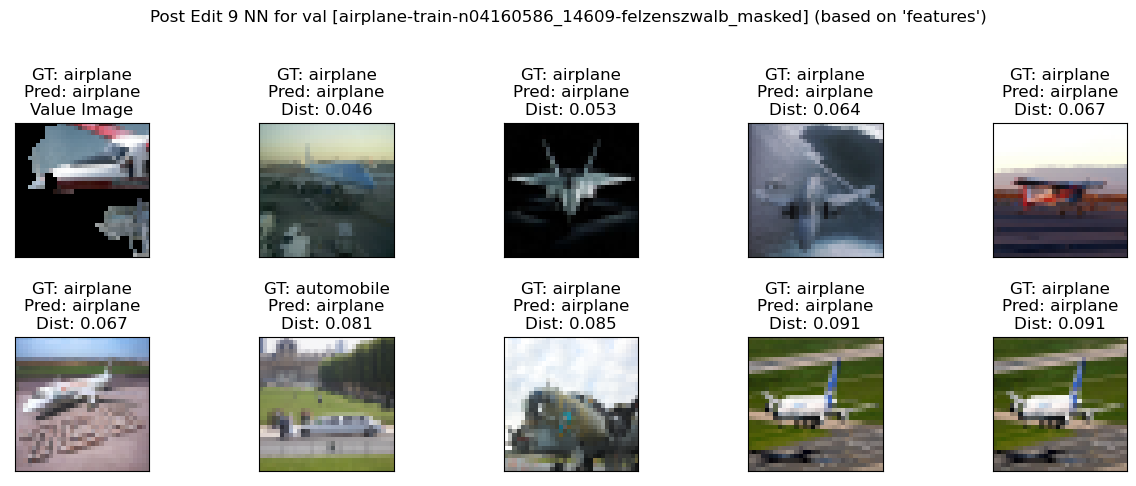 Post Edit 9 NN for val [airplane-train-n04160586_14609-felzenszwalb_masked] (based on 'features')
GT: airplane
Pred: airplane
Value Image
GT: airplane
Pred: airplane
Dist: 0.046
GT: airplane
Pred: airplane
Dist: 0.053
GT: airplane
Pred: airplane
Dist: 0.064
GT: airplane
Pred: airplane
Dist: 0.067
GT: airplane
Pred: airplane
Dist: 0.067
GT: automobile
Pred: airplane
Dist: 0.081
GT: airplane
Pred: airplane
Dist: 0.085
GT: airplane
Pred: airplane
Dist: 0.091
GT: airplane
Pred: airplane
Dist: 0.091